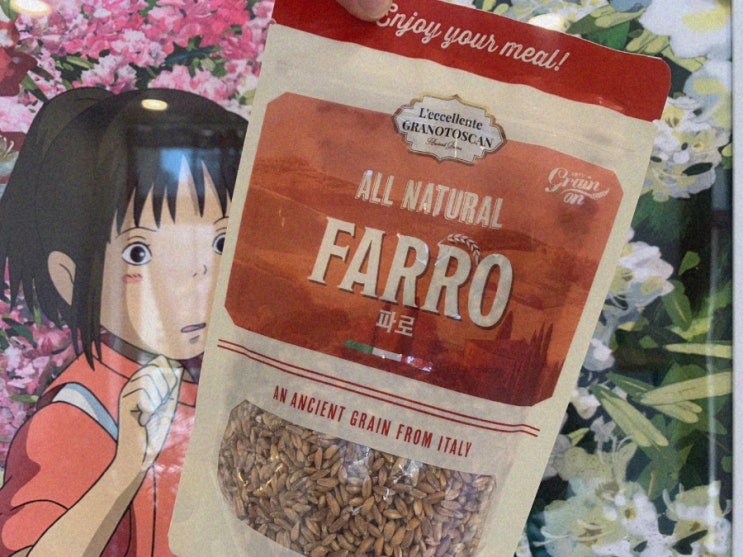 Enjoy your meal!
L'eccellente
GRANOTOSCAN
Grain
on
ALL NATURAL
FARRO
파로
AN ANCIENT GRAIN FROM ITALY